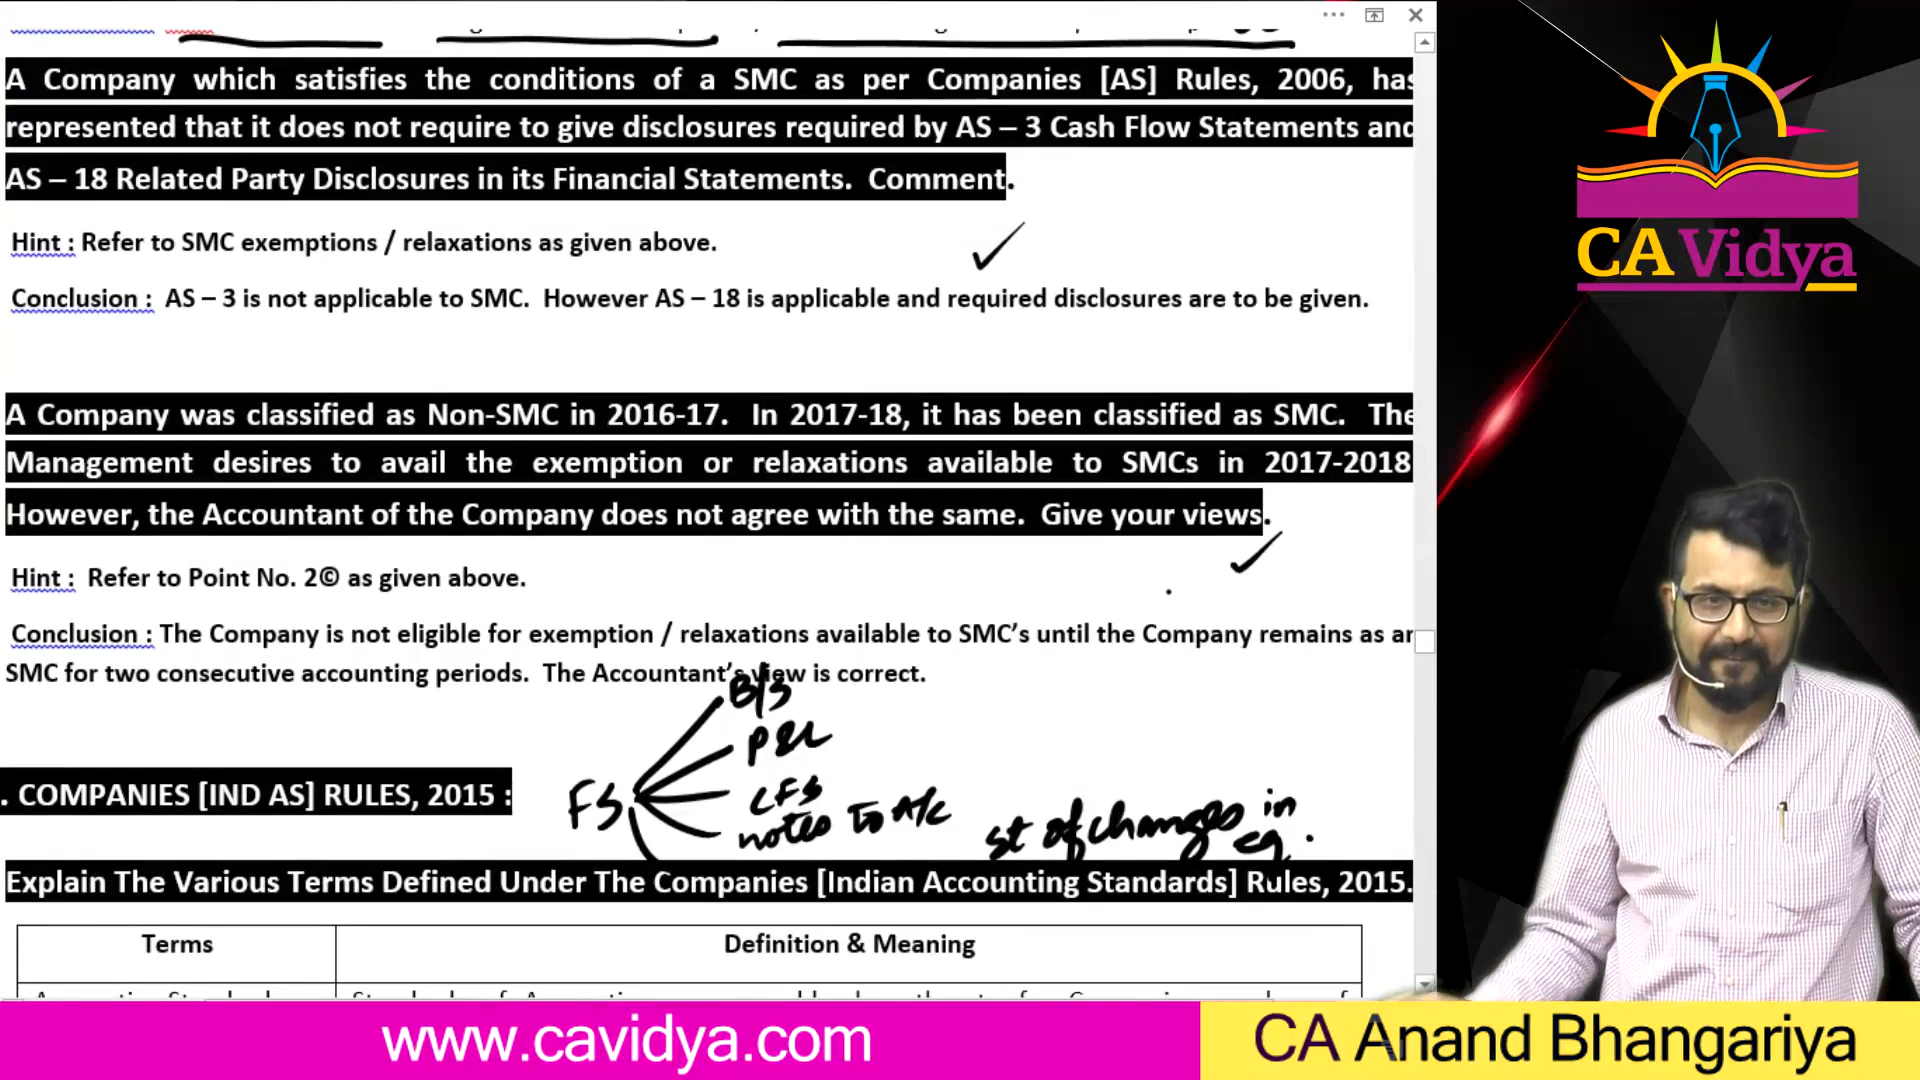 A Company which satisfies the conditions of a SMC as per Companies [AS] Rules, 2006, has
represented that it does not require to give disclosures required by AS – 3 Cash Flow Statements and
AS – 18 Related Party Disclosures in its Financial Statements. Comment.
Hint : Refer to SMC exemptions / relaxations as given above.
Conclusion : AS – 3 is not applicable to SMC. However AS – 18 is applicable and required disclosures are to be given.
A Company was classified as Non-SMC in 2016-17. In 2017-18, it has been classified as SMC. The
Management desires to avail the exemption or relaxations available to SMCs in 2017-2018
However, the Accountant of the Company does not agree with the same. Give your views.
Hint : Refer to Point No. 2© as given above.
Conclusion : The Company is not eligible for exemption / relaxations available to SMC's until the Company remains as an
SMC for two consecutive accounting periods. The Accountant's view is correct.
B/S
P&L
CFS
FS
notes to A/c
st of changes in
eq.
. COMPANIES [IND AS] RULES, 2015 :
Explain The Various Terms Defined Under The Companies [Indian Accounting Standards] Rules, 2015.
Terms
Definition & Meaning
CA Vidya
www.cavidya.com
CA Anand Bhangariya